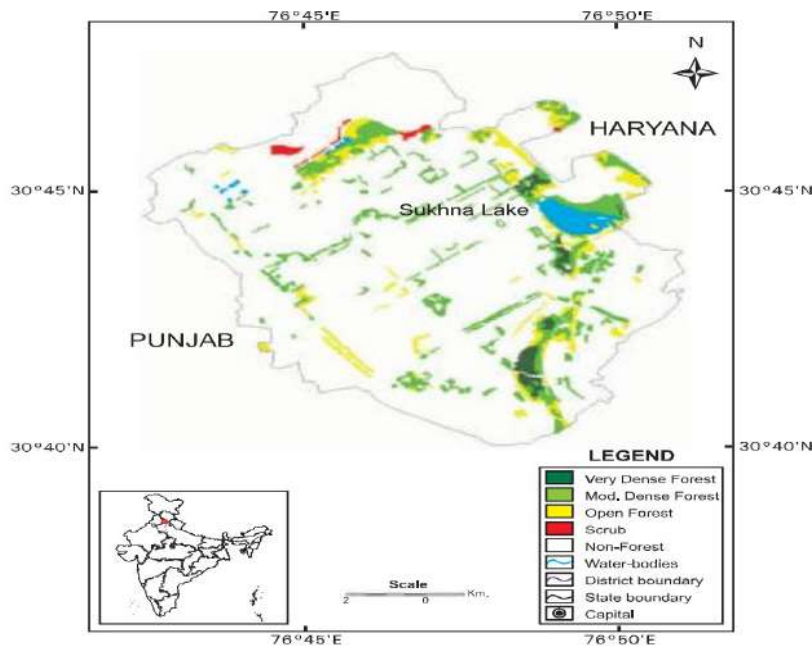 76°45'E
76°50'E
N
HARYANA
30°45'N
30°45'N
Sukhna Lake
PUNJAB
30°40'N
30°40'N
LEGEND
Very Dense Forest
Mod. Dense Forest
Open Forest
Scrub
Non-Forest
Water-bodies
District boundary
State boundary
Capital
Scale
2 0 Km.
76°45'E
76°50'E